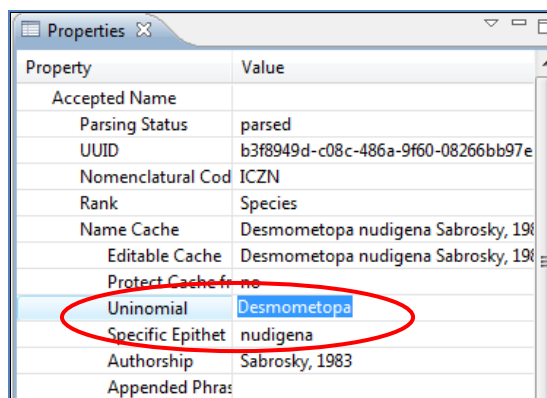 Properties
Property Value
Accepted Name
Parsing Status parsed
UUID b3f8949d-c08c-486a-9f60-08266bb97e
Nomenclatural Cod ICZN
Rank Species
Name Cache Desmometopa nudigena Sabrosky, 198
Editable Cache Desmometopa nudigena Sabrosky, 198
Protect Cache fr no
Uninomial Desmometopa
Specific Epithet nudigena
Authorship Sabrosky, 1983
Appended Phras